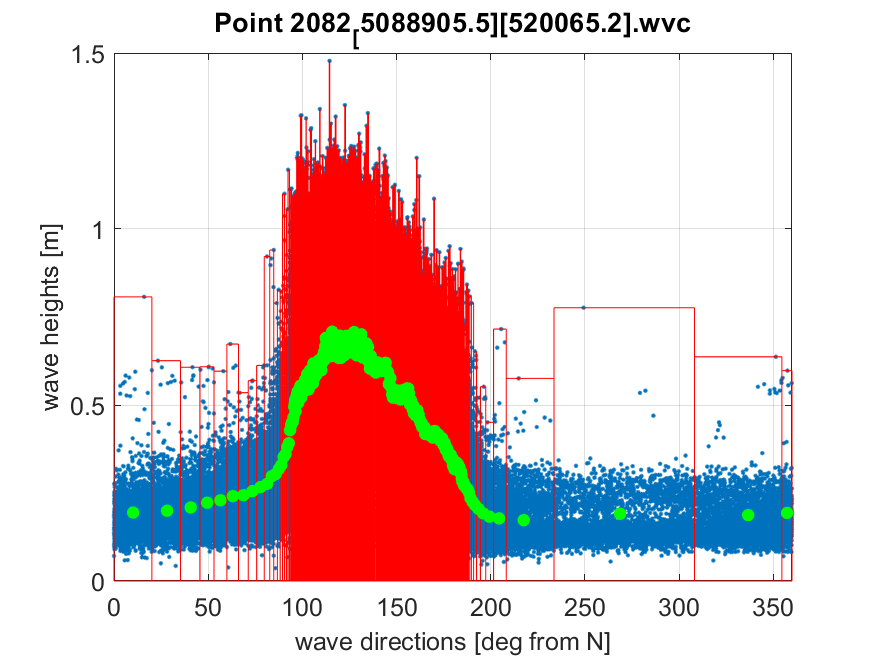 Point 2082[5088905.5][520065.2].wvc
1.5
1
0.5
0
wave heights [m]
0 50 100 150 200 250 300 350
wave directions [deg from N]